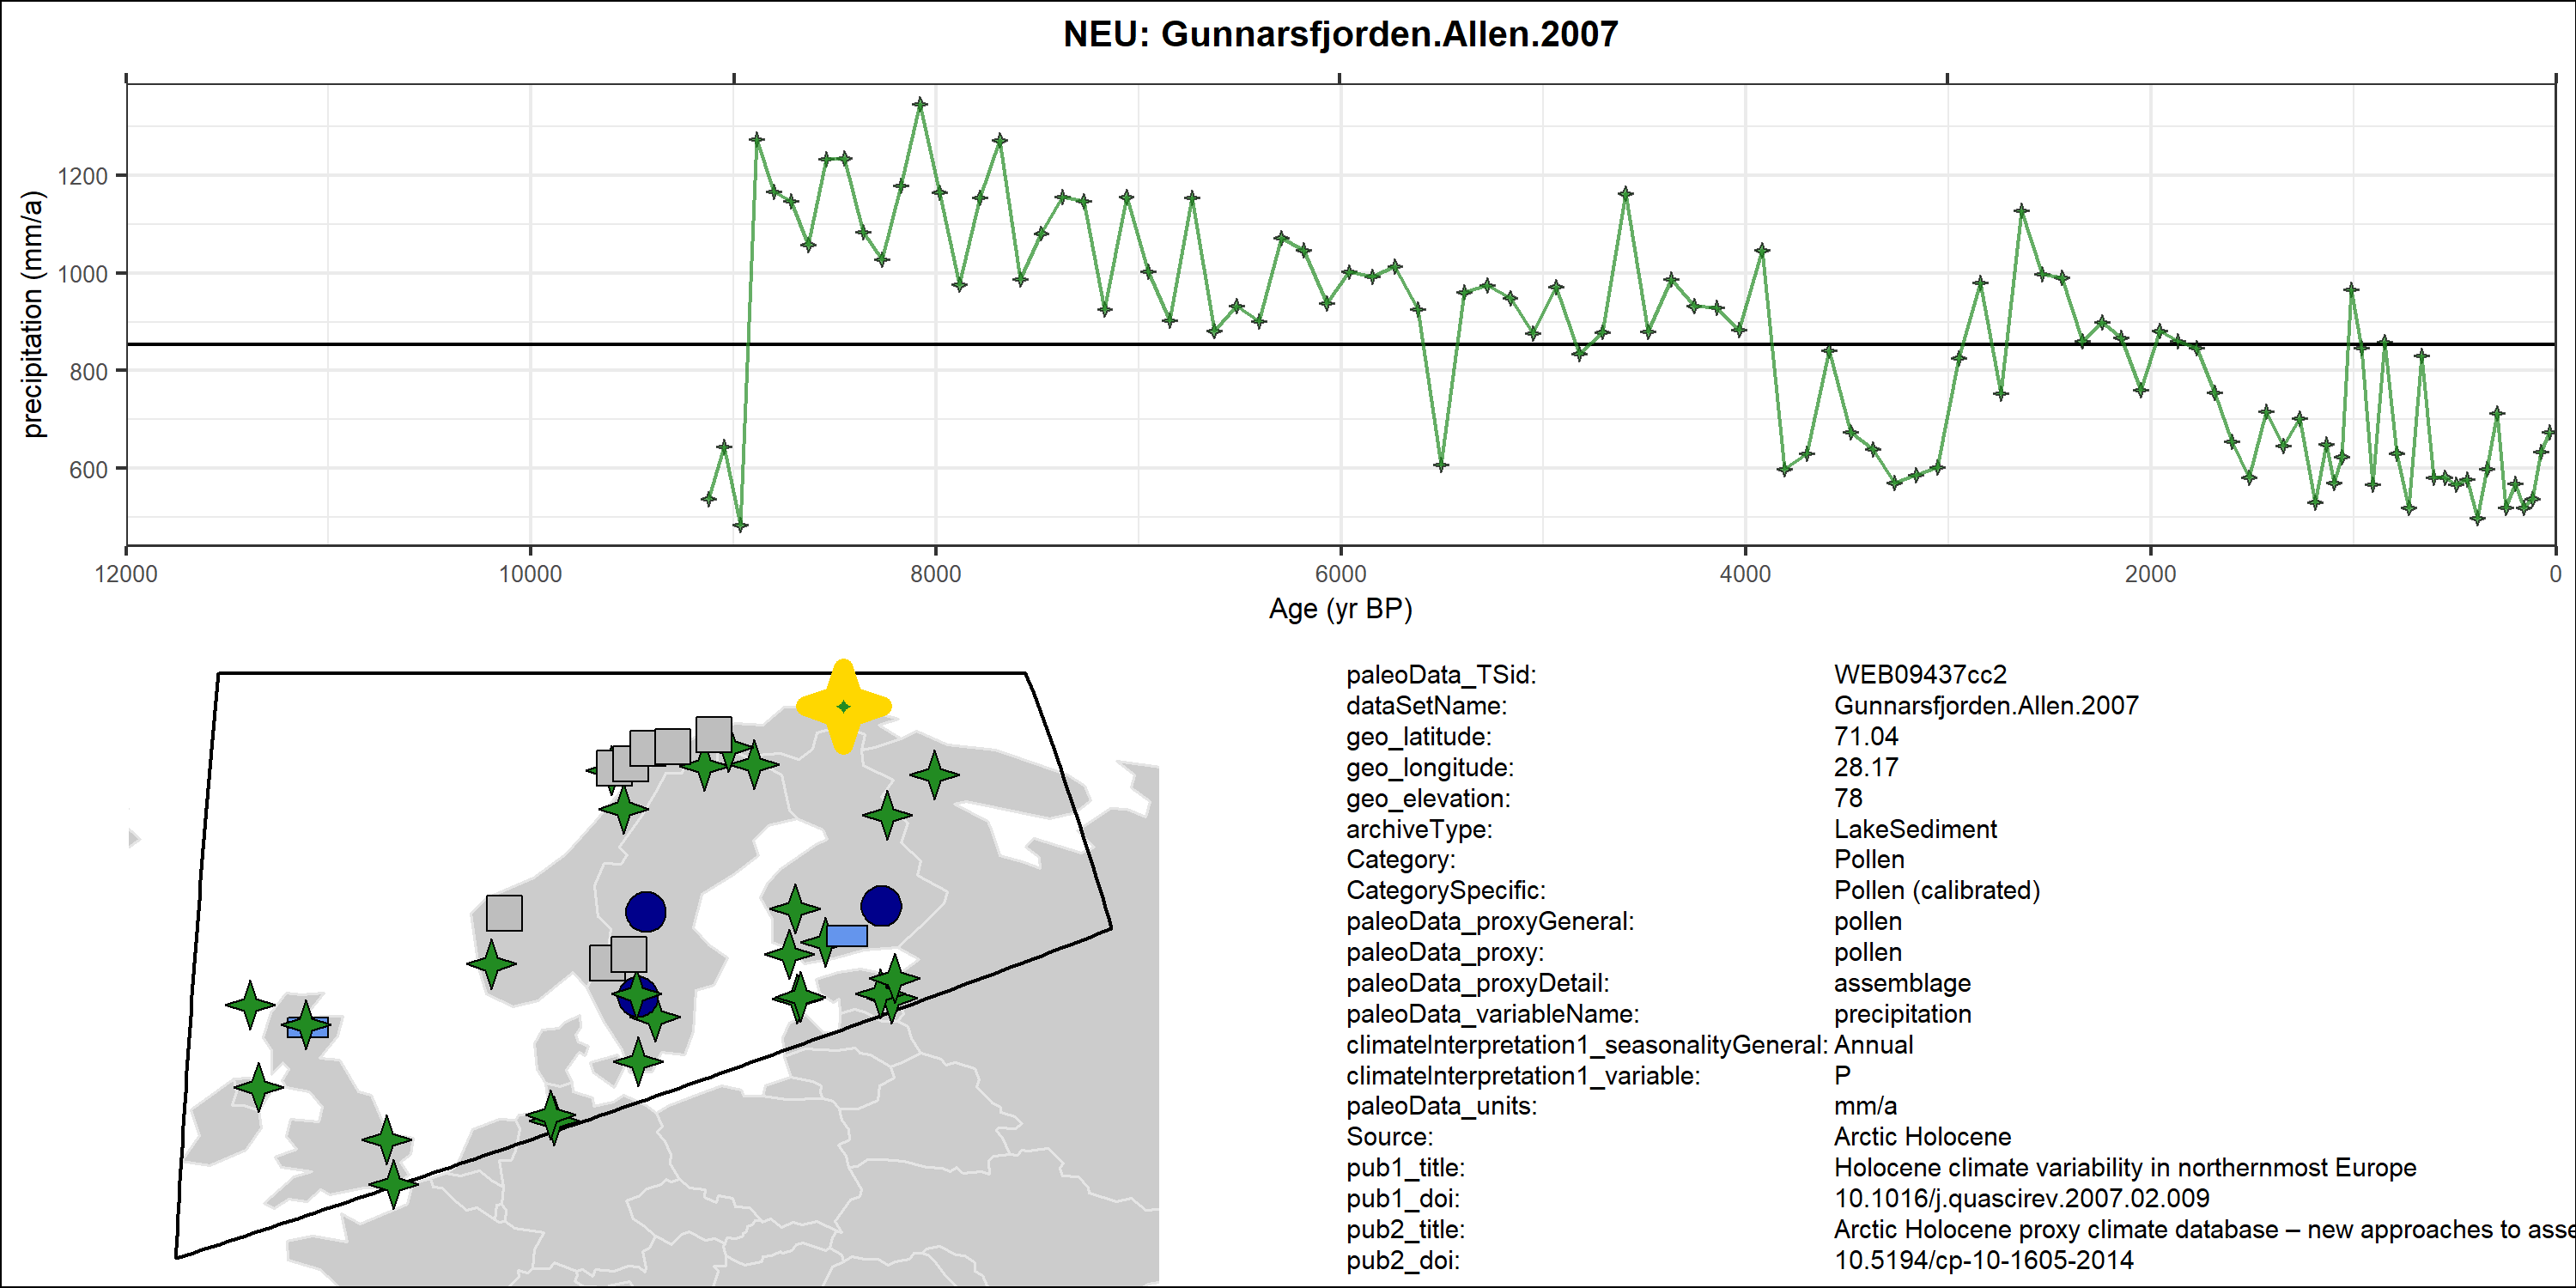 NEU: Gunnarsfjorden.Allen.2007
precipitation (mm/a)
1200
1000
800
600
12000 10000 8000 6000 4000 2000 0
Age (yr BP)
paleoData_TSid: WEB09437cc2
dataSetName: Gunnarsfjorden.Allen.2007
geo_latitude: 71.04
geo_longitude: 28.17
geo_elevation: 78
archiveType: LakeSediment
Category: Pollen
CategorySpecific: Pollen (calibrated)
paleoData_proxyGeneral: pollen
paleoData_proxy: pollen
paleoData_proxyDetail: assemblage
paleoData_variableName: precipitation
climateInterpretation1_seasonalityGeneral: Annual
climateInterpretation1_variable: P
paleoData_units: mm/a
Source: Arctic Holocene
pub1_title: Holocene climate variability in northernmost Europe
pub1_doi: 10.1016/j.quascirev.2007.02.009
pub2_title: Arctic Holocene proxy climate database – new approaches to asse
pub2_doi: 10.5194/cp-10-1605-2014